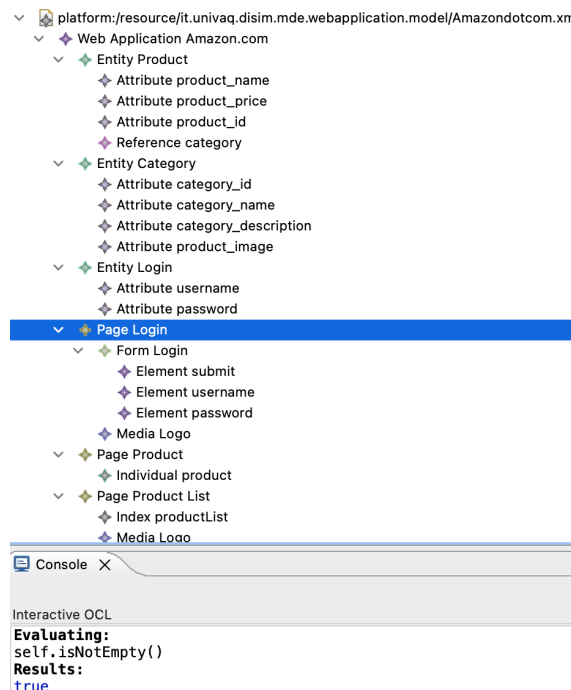 platform:/resource/it.univaq.disim.mde.webapplication.model/Amazondotcom.xm
Web Application Amazon.com
Entity Product
Attribute product_name
Attribute product_price
Attribute product_id
Reference category
Entity Category
Attribute category_id
Attribute category_name
Attribute category_description
Attribute product_image
Entity Login
Attribute username
Attribute password
Page Login
Form Login
Element submit
Element username
Element password
Media Logo
Page Product
Individual product
Page Product List
Index productList
Media Logo
Console
Interactive OCL
Evaluating:
self.isNotEmpty()
Results:
true